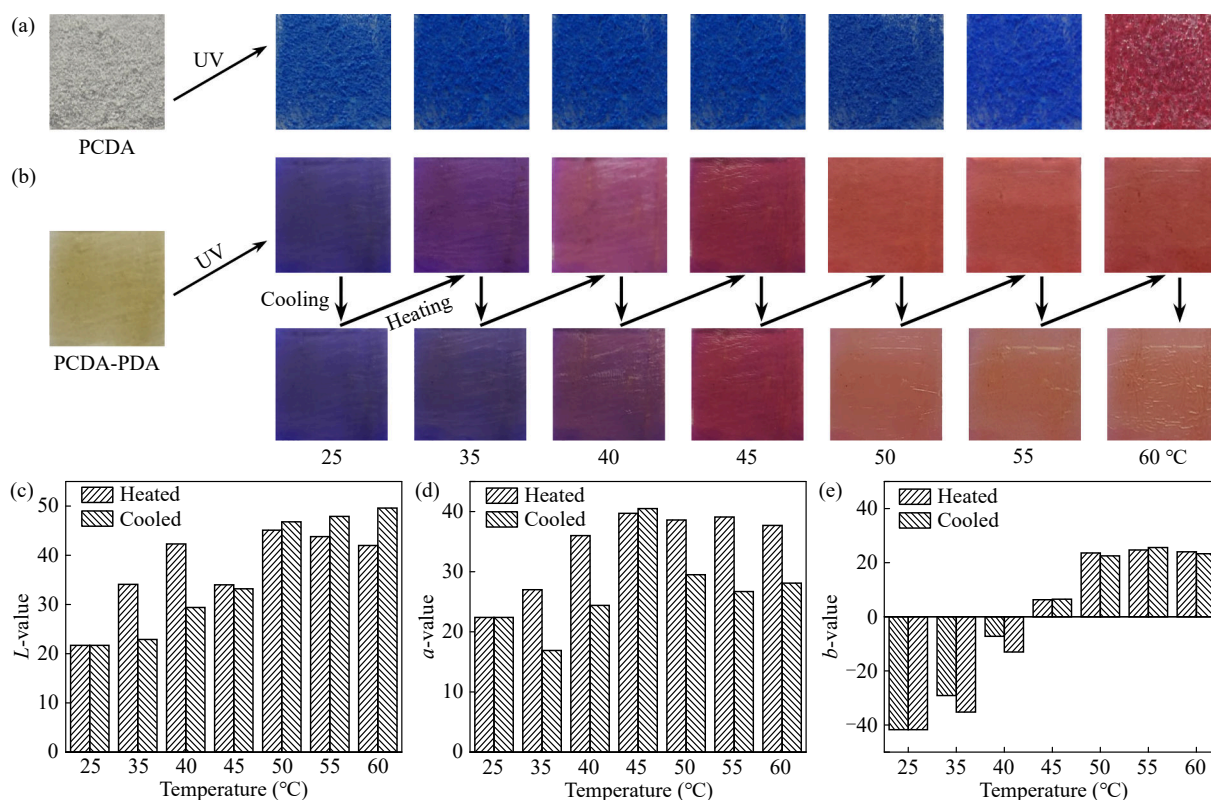 (a)
UV
PCDA
(b)
UV
Cooling
Heating
PCDA-PDA
25 35 40 45 50 55 60 °C
(c)
Heated
Cooled
L-value
50
40
30
20
10
0
25 35 40 45 50 55 60
Temperature (°C)
(d)
Heated
Cooled
a-value
40
30
20
10
0
25 35 40 45 50 55 60
Temperature (°C)
(e)
Heated
Cooled
b-value
40
20
0
−20
−40
25 35 40 45 50 55 60
Temperature (°C)